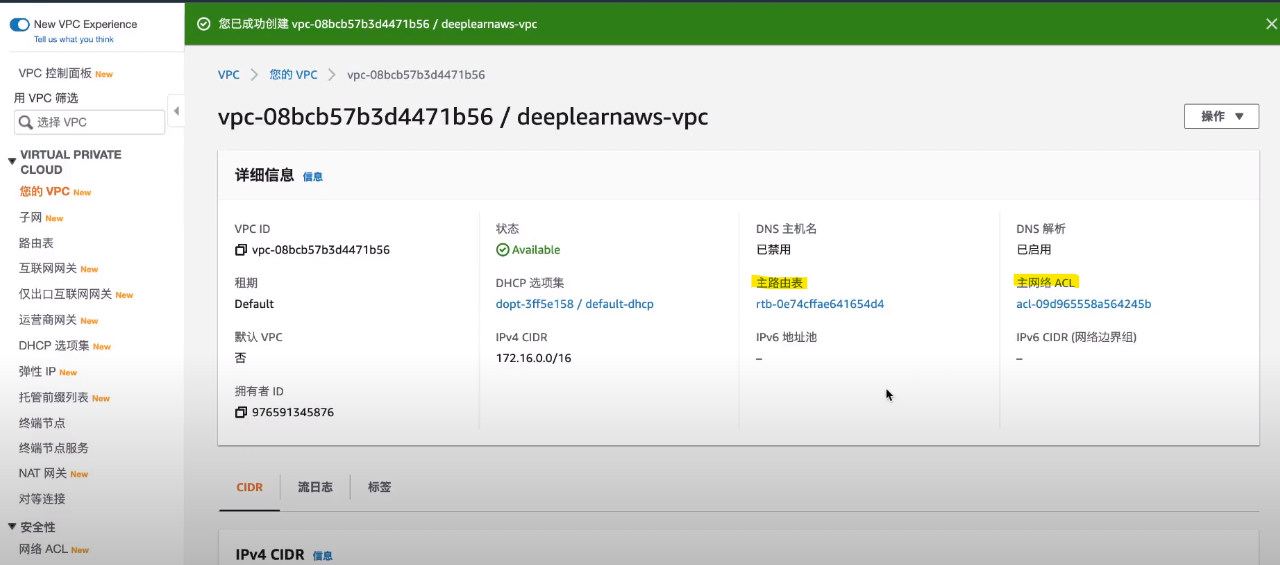 New VPC Experience
Tell us what you think
VPC 控制面板 New
用 VPC 筛选
选择 VPC
VIRTUAL PRIVATE
CLOUD
您的 VPC New
子网 New
路由表
互联网网关 New
仅出口互联网网关 New
运营商网关 New
DHCP 选项集 New
弹性 IP New
托管前缀列表 New
终端节点
终端节点服务
NAT 网关 New
对等连接
安全性
网络 ACL New
您已成功创建 vpc-08bcb57b3d4471b56 / deeplearnaws-vpc
VPC
您的 VPC
vpc-08bcb57b3d4471b56
vpc-08bcb57b3d4471b56 / deeplearnaws-vpc
操作
详细信息 信息
VPC ID
vpc-08bcb57b3d4471b56
状态
Available
DNS 主机名
已禁用
DNS 解析
已启用
租期
Default
DHCP 选项集
dopt-3ff5e158 / default-dhcp
主路由表
rtb-0e74cffae641654d4
主网络 ACL
acl-09d965558a564245b
默认 VPC
否
IPv4 CIDR
172.16.0.0/16
IPv6 地址池
–
IPv6 CIDR (网络边界组)
–
拥有者 ID
976591345876
CIDR
流日志
标签
IPv4 CIDR 信息